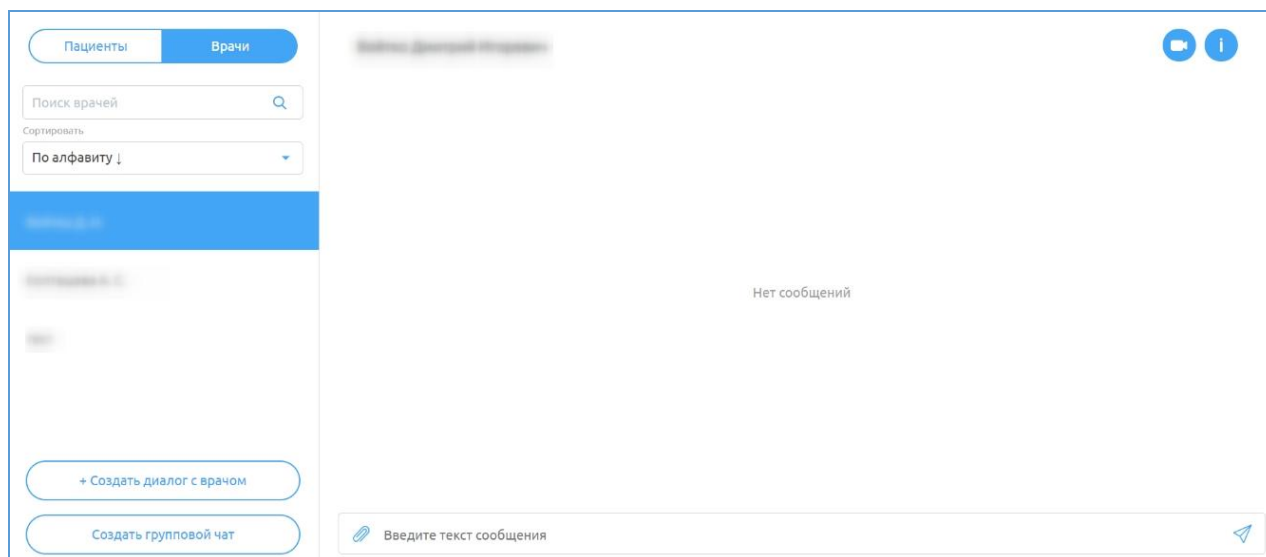 Пациенты
Врачи
Поиск врачей
Сортировать
По алфавиту ↓
+ Создать диалог с врачом
Создать групповой чат
i
Нет сообщений
Введите текст сообщения